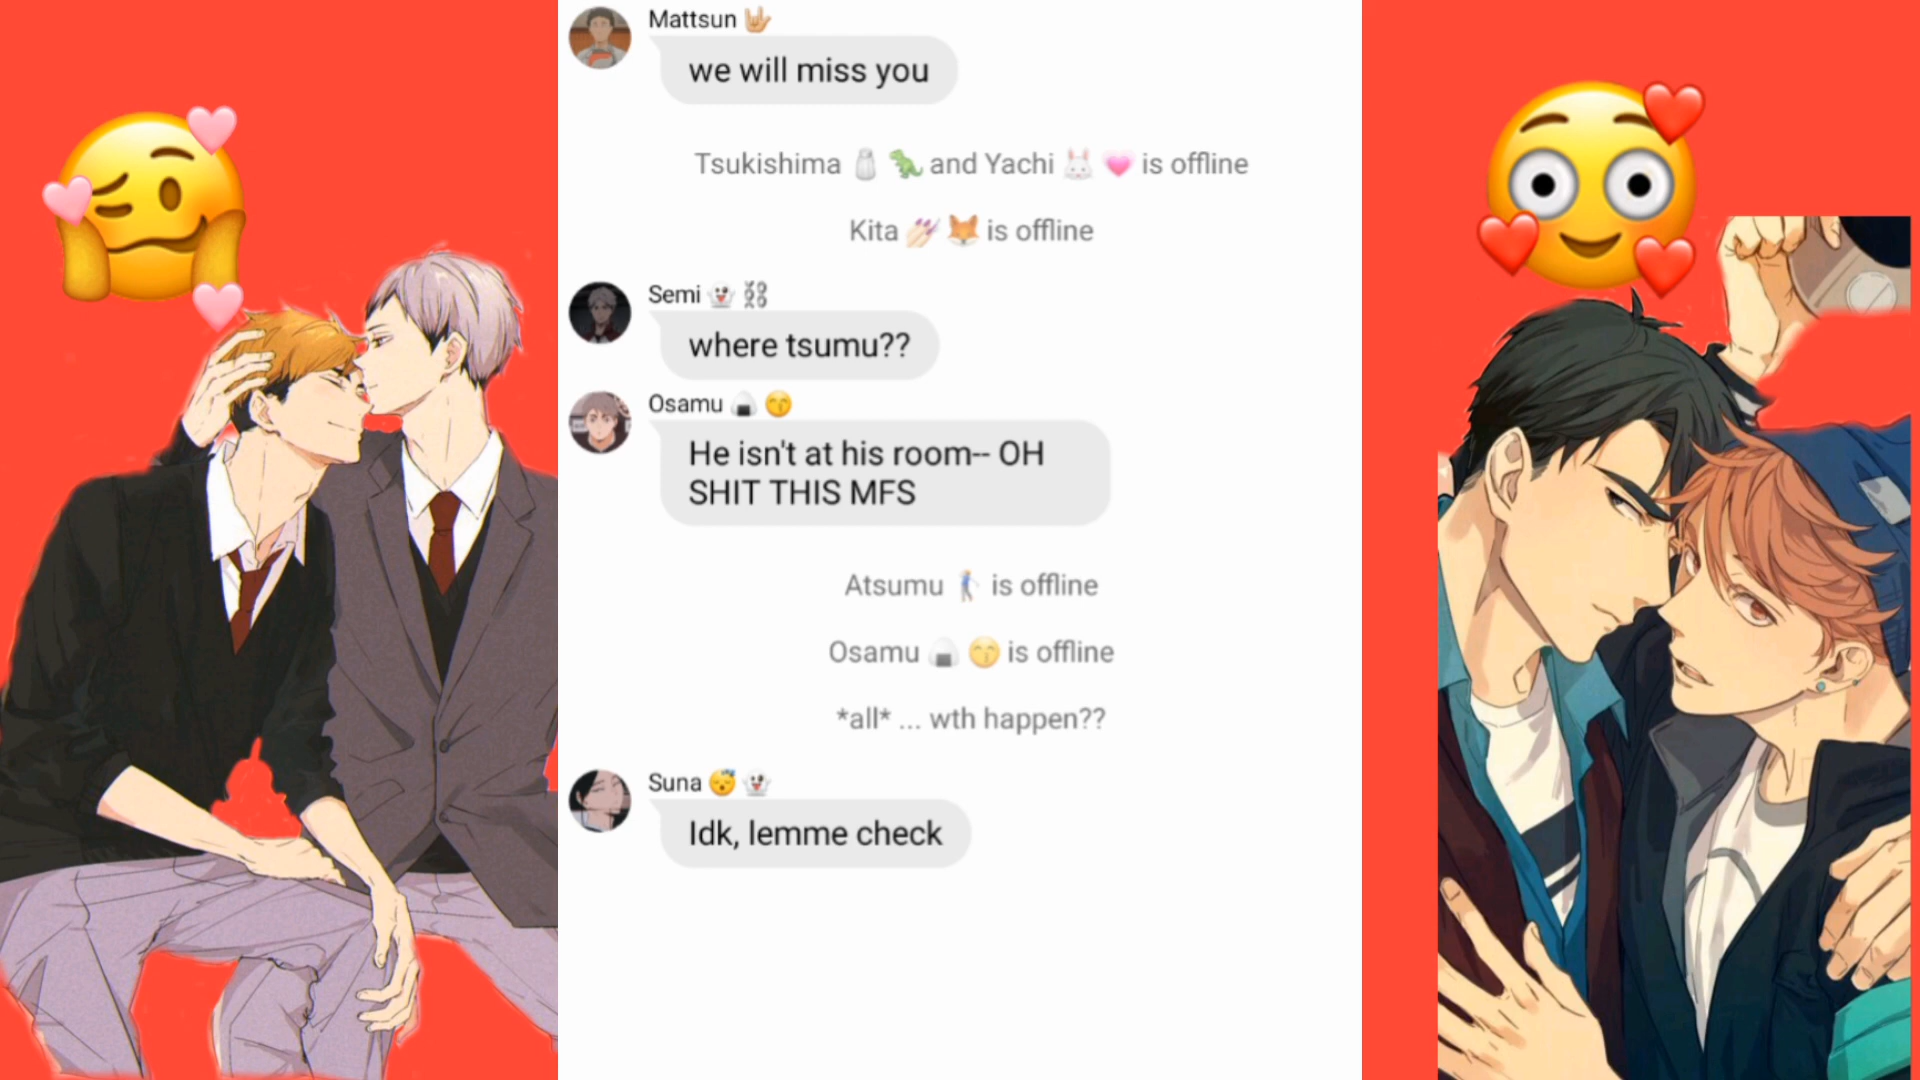 Mattsun 🤟🏼
we will miss you
Tsukishima 🧂 🦖 and Yachi 🐰 💗 is offline
Kita 💅🏻 🦊 is offline
Semi 👻 ⛓
where tsumu??
Osamu 🍙 😙
He isn't at his room-- OH
SHIT THIS MFS
Atsumu 🏌 is offline
Osamu 🍙 😙 is offline
*all* ... wth happen??
Suna 😴 👻
Idk, lemme check